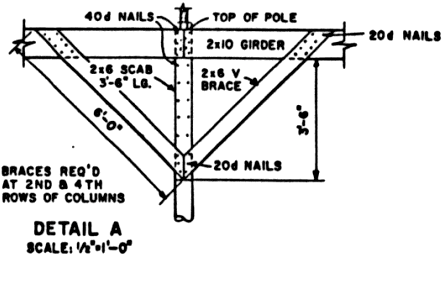 40d NAILS
TOP OF POLE
20d NAILS
2x10 GIRDER
2x6 SCAB
3'-6" LG.
2x6 V
BRACE
6'-0"
3'-6"
20d NAILS
BRACES REQ'D
AT 2ND & 4TH
ROWS OF COLUMNS
DETAIL A
SCALE: 1/2"=1'-0"